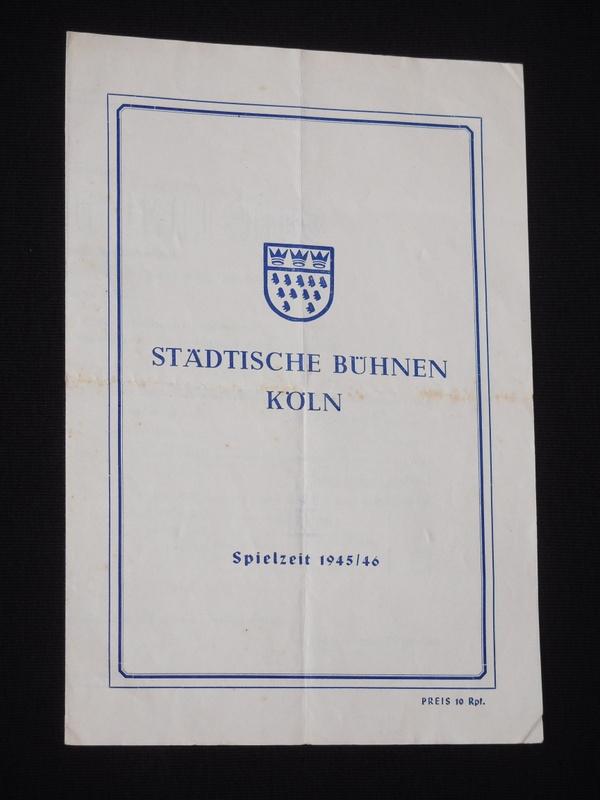 STÄDTISCHE BÜHNEN
KÖLN
Spielzeit 1945/46
PREIS 10 Rpf.